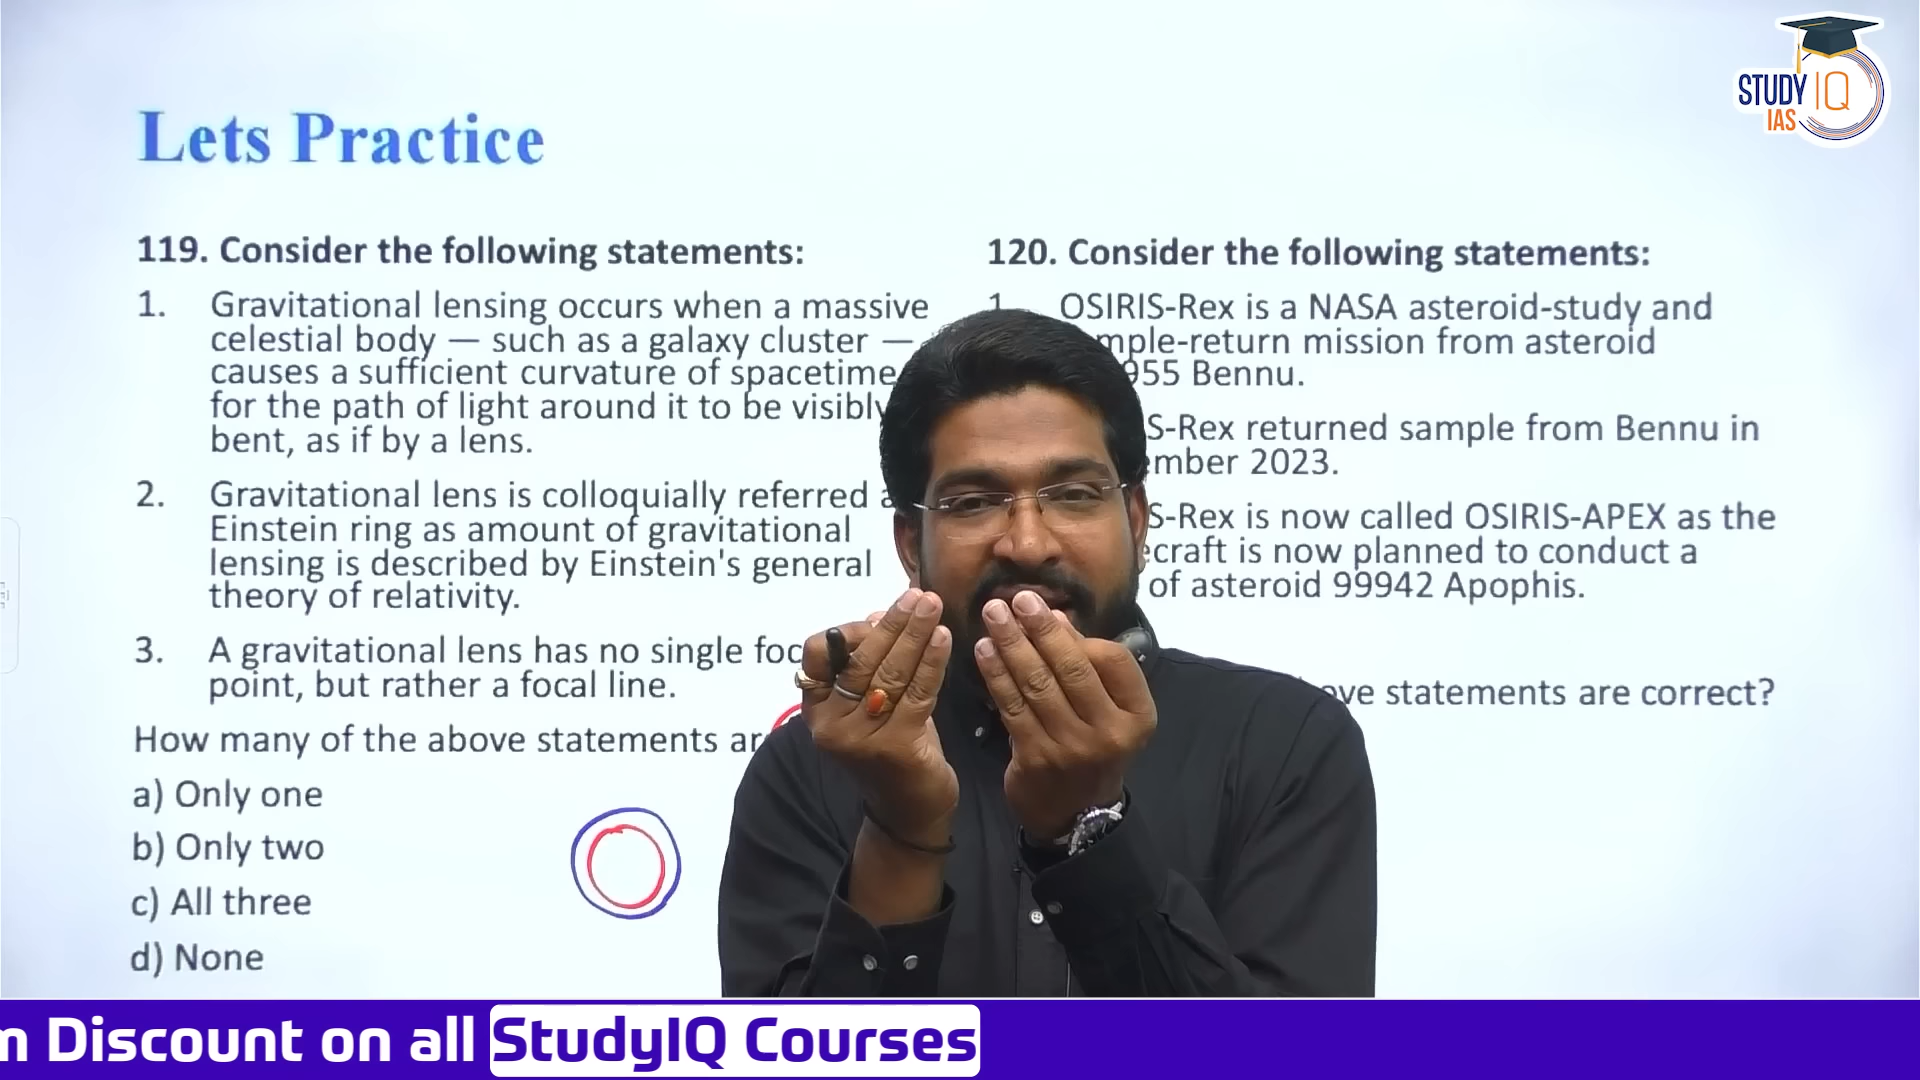 STUDY IQ
IAS
Lets Practice
119. Consider the following statements:
1. Gravitational lensing occurs when a massive
celestial body — such as a galaxy cluster —
causes a sufficient curvature of spacetime
for the path of light around it to be visibly
bent, as if by a lens.
2. Gravitational lens is colloquially referred
Einstein ring as amount of gravitational
lensing is described by Einstein's general
theory of relativity.
3. A gravitational lens has no single
point, but rather a focal line.
How many of the above statements
a) Only one
b) Only two
c) All three
d) None
120. Consider the following statements:
1. OSIRIS-Rex is a NASA asteroid-study and
mple-return mission from asteroid
955 Bennu.
S-Rex returned sample from Bennu in
ember 2023.
S-Rex is now called OSIRIS-APEX as the
craft is now planned to conduct a
of asteroid 99942 Apophis.
ove statements are correct?
n Discount on all StudyIQ Courses